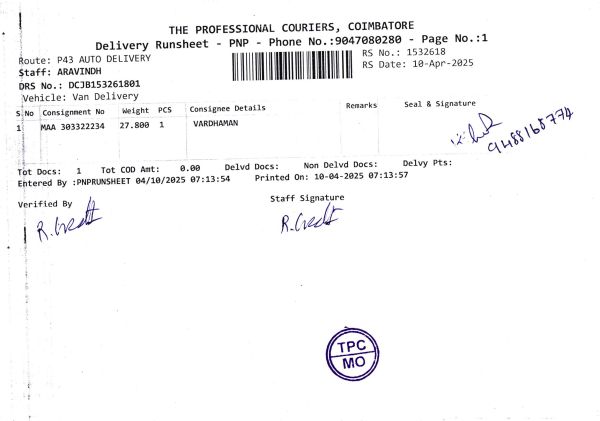 THE PROFESSIONAL COURIERS, COIMBATORE
Delivery Runsheet - PNP - Phone No.:9047080280 - Page No.:1
Route: P43 AUTO DELIVERY
RS No.: 1532618
Staff: ARAVINDH
RS Date: 10-Apr-2025
DRS No.: DCJB153261801
Vehicle: Van Delivery
S No Consignment No Weight PCS Consignee Details Remarks Seal & Signature
1 MAA 303322234 27.800 1 VARDHAMAN
9488168774
Tot Docs: 1 Tot COD Amt: 0.00 Delvd Docs: Non Delvd Docs: Delvy Pts:
Entered By :PNPRUNSHEET 04/10/2025 07:13:54 Printed On: 10-04-2025 07:13:57
Verified By Staff Signature
TPC
MO